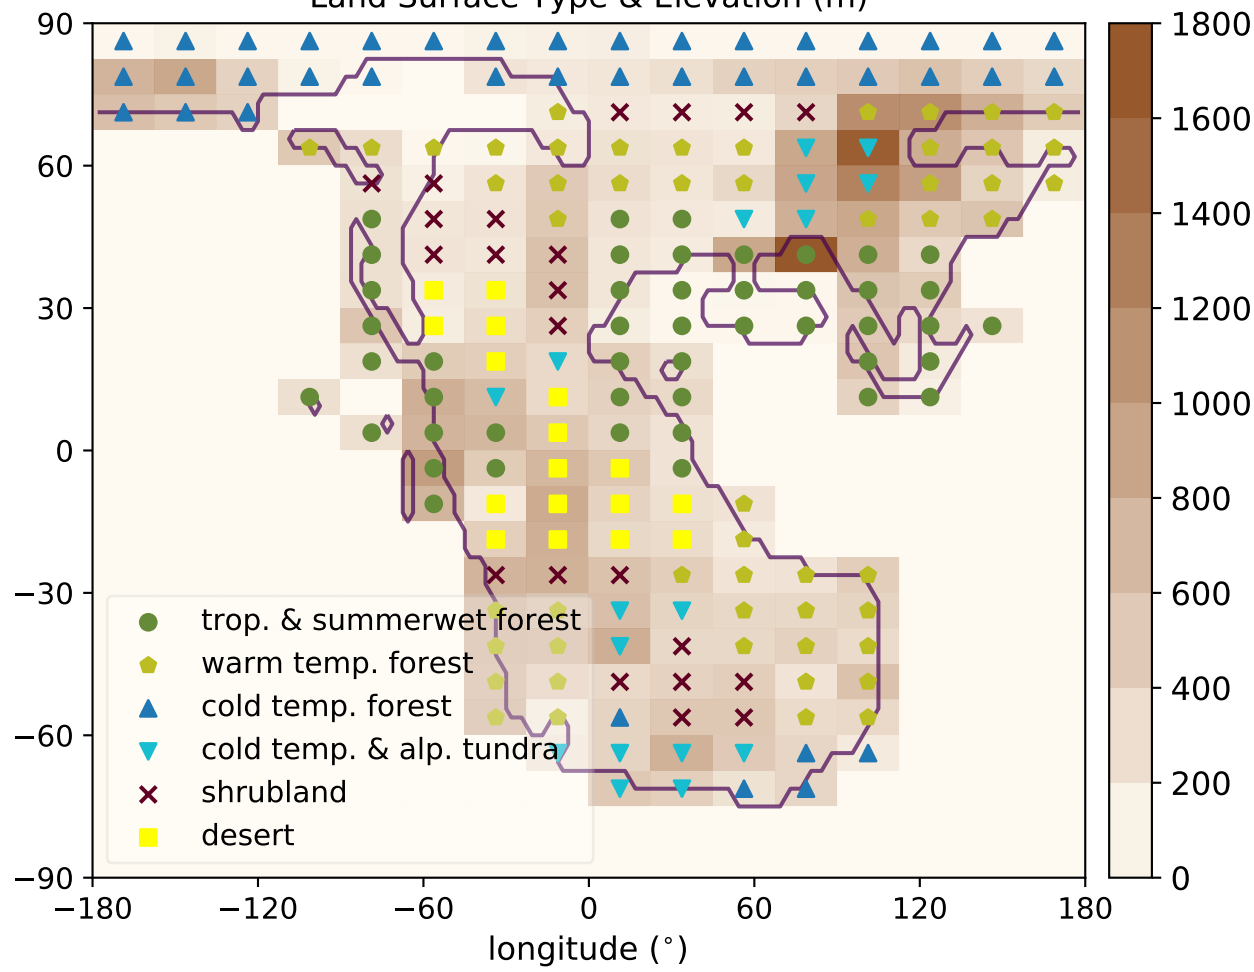 Land Surface Type & Elevation (m)
90
60
30
0
−30
−60
−90
trop. & summerwet forest
warm temp. forest
cold temp. forest
cold temp. & alp. tundra
shrubland
desert
−180 −120 −60 0 60 120 180
longitude (°)
1800
1600
1400
1200
1000
800
600
400
200
0